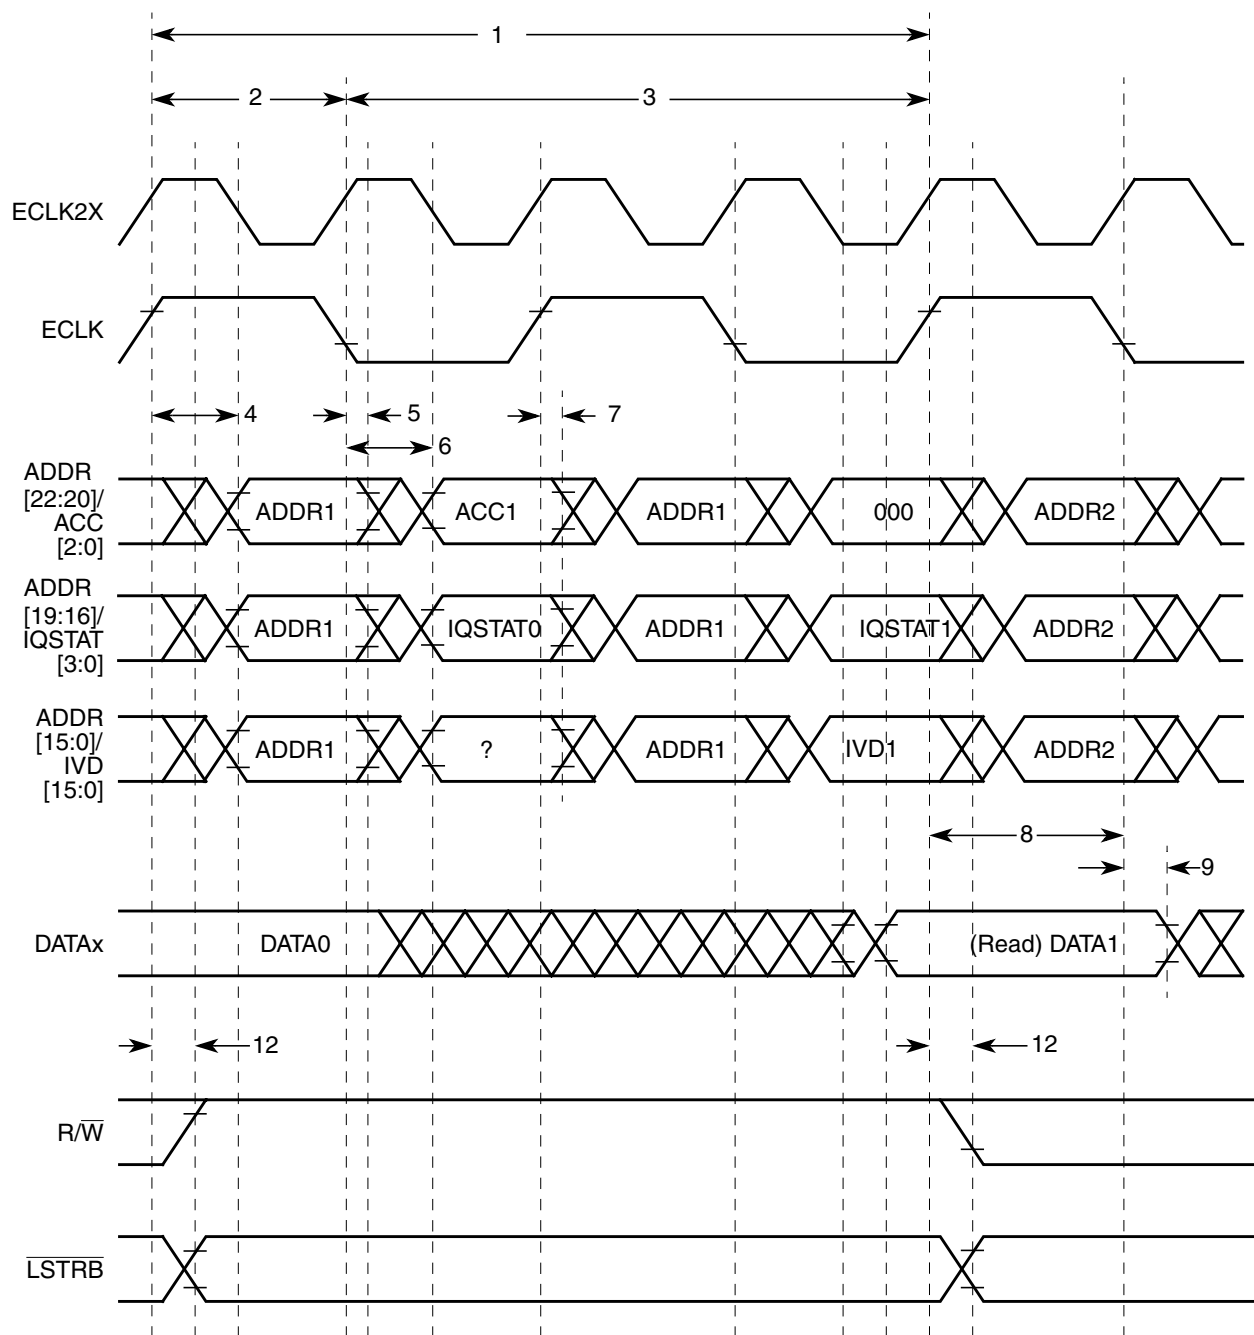 1
2 3
ECLK2X
ECLK
4 5 7
6
ADDR
[22:20]/
ACC
[2:0]
ADDR1 ACC1 ADDR1 000 ADDR2
ADDR
[19:16]/
IQSTAT
[3:0]
ADDR1 IQSTAT0 ADDR1 IQSTAT1 ADDR2
ADDR
[15:0]/
IVD
[15:0]
ADDR1 ? ADDR1 IVD1 ADDR2
8
9
DATAx DATA0 (Read) DATA1
12 12
R/W̅
L̅S̅T̅R̅B̅